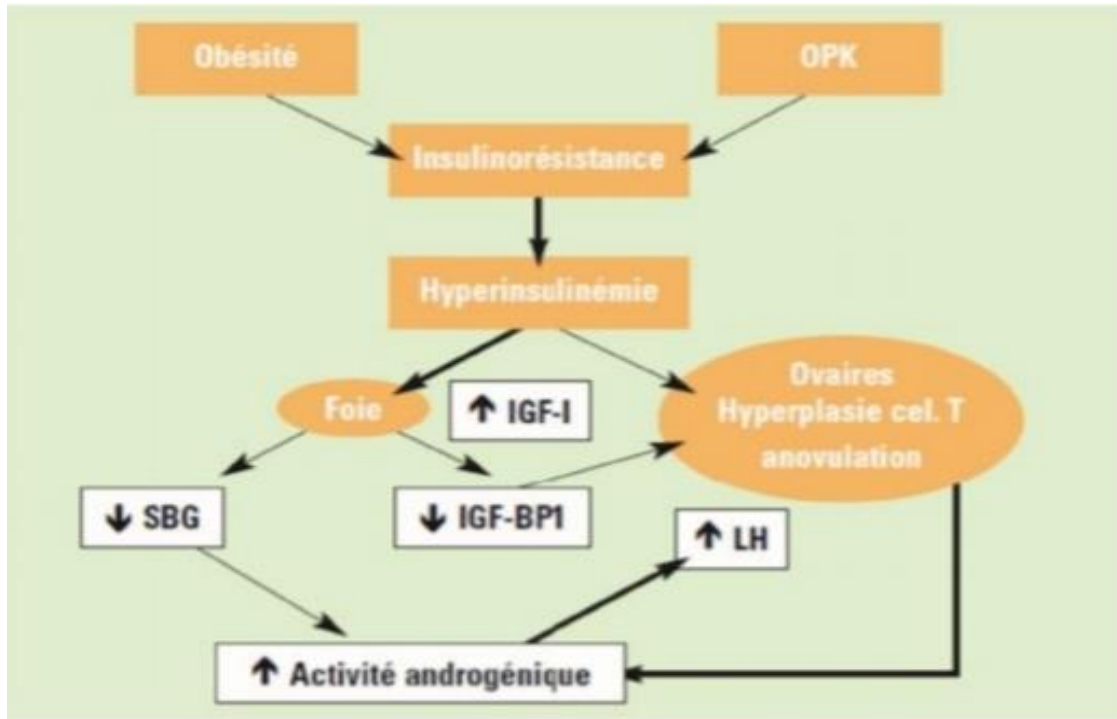 Obésité
OPK
Insulinorésistance
Hyperinsulinémie
Foie
↑ IGF-I
Ovaires
Hyperplasie cel. T
anovulation
↓ SBG
↓ IGF-BP1
↑ LH
↑ Activité androgénique